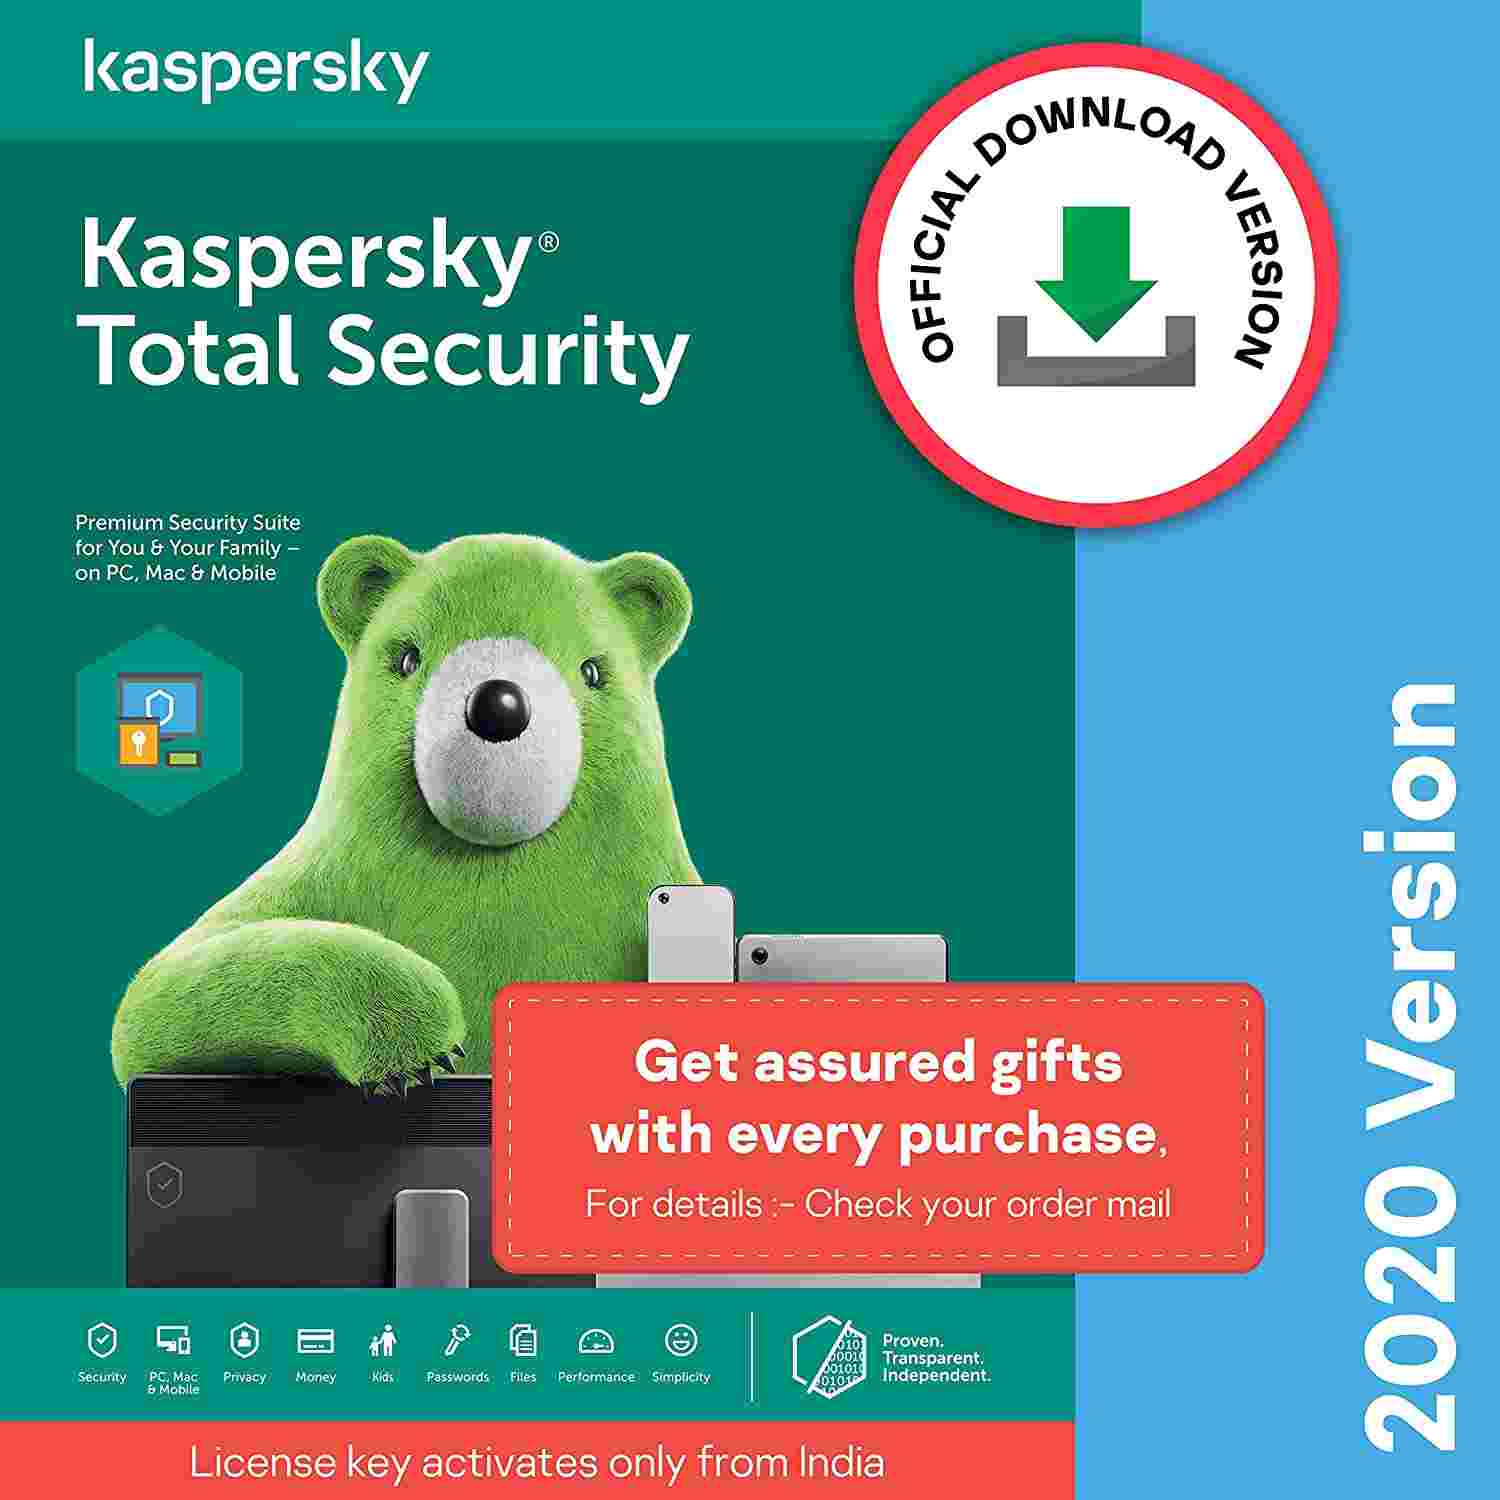 kaspersky
OFFICIAL DOWNLOAD VERSION
Kaspersky®
Total Security
Premium Security Suite
for You & Your Family –
on PC, Mac & Mobile
2020 Version
Get assured gifts
with every purchase,
For details :- Check your order mail
Security
PC, Mac
& Mobile
Privacy
Money
Kids
Passwords
Files
Performance
Simplicity
Proven.
Transparent.
Independent.
License key activates only from India